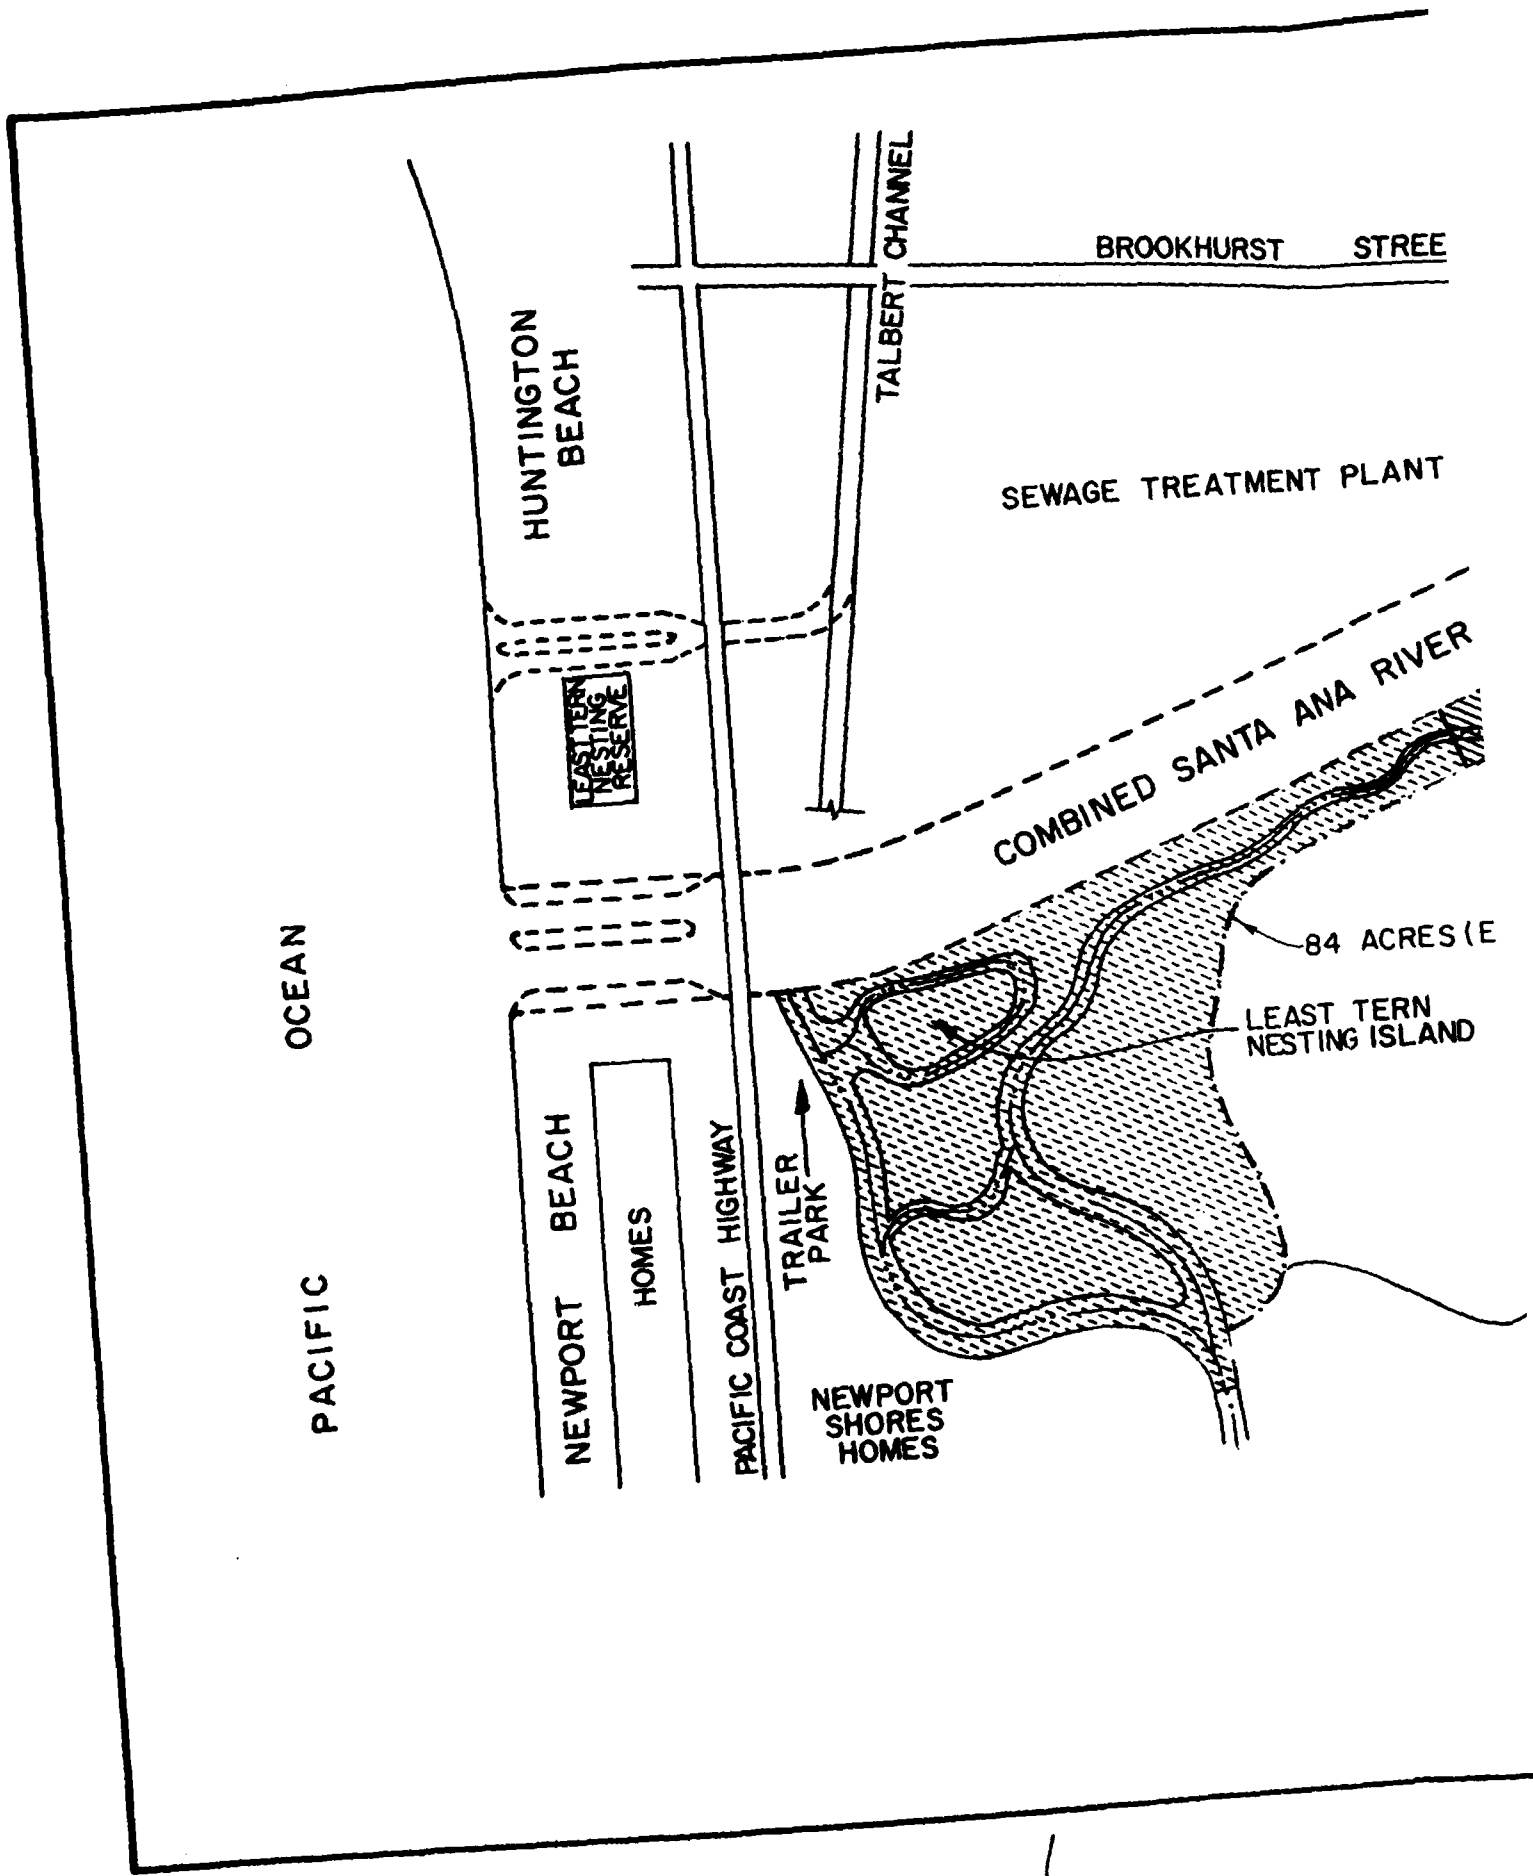 TALBERT CHANNEL
BROOKHURST STREE
HUNTINGTON
BEACH
SEWAGE TREATMENT PLANT
LEAST TERN
NESTING
RESERVE
COMBINED SANTA ANA RIVER
84 ACRES (E
LEAST TERN
NESTING ISLAND
PACIFIC OCEAN
NEWPORT BEACH
HOMES
PACIFIC COAST HIGHWAY
TRAILER
PARK
NEWPORT
SHORES
HOMES